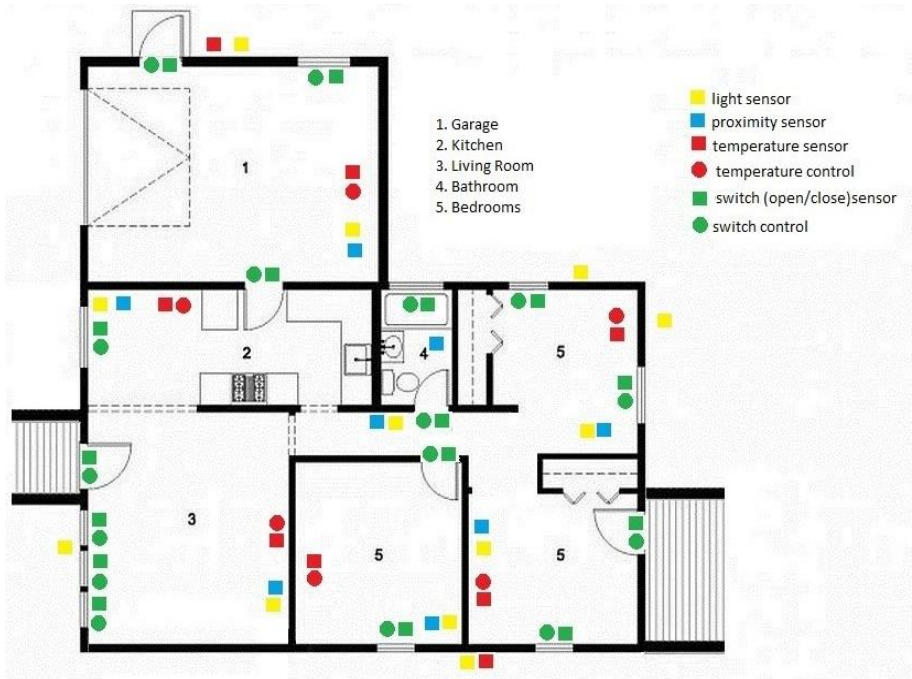 1. Garage
2. Kitchen
3. Living Room
4. Bathroom
5. Bedrooms
light sensor
proximity sensor
temperature sensor
temperature control
switch (open/close)sensor
switch control
1
2
4
5
3
5
5